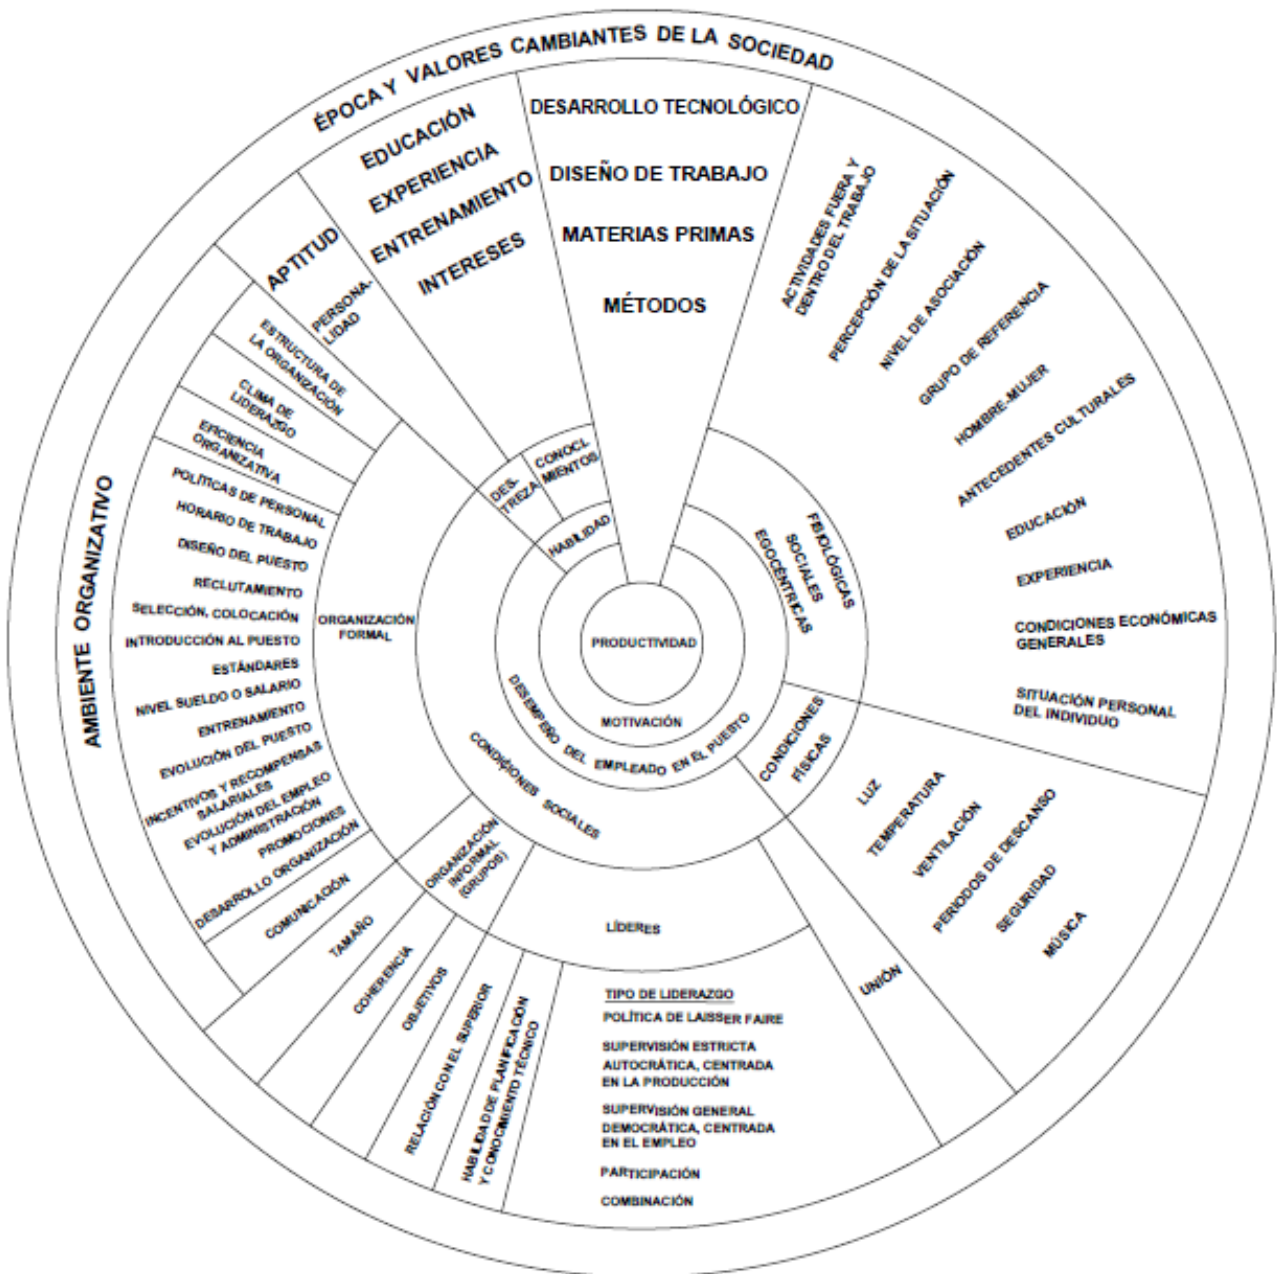 ÉPOCA Y VALORES CAMBIANTES DE LA SOCIEDAD
AMBIENTE ORGANIZATIVO
DESARROLLO TECNOLÓGICO
DISEÑO DE TRABAJO
MATERIAS PRIMAS
MÉTODOS
EDUCACIÓN
EXPERIENCIA
ENTRENAMIENTO
INTERESES
APTITUD
PERSONA-
LIDAD
DES.
TREZA
CONOCI.
MIENTOS
HABILIDAD
ACTIVIDADES FUERA Y
DENTRO DEL TRABAJO
PERCEPCIÓN DE LA SITUACIÓN
NIVEL DE ASOCIACIÓN
GRUPO DE REFERENCIA
HOMBRE-MUJER
ANTECEDENTES CULTURALES
EDUCACIÓN
EXPERIENCIA
CONDICIONES ECONÓMICAS
GENERALES
SITUACIÓN PERSONAL
DEL INDIVIDUO
FISIOLÓGICAS
SOCIALES
EGOCÉNTRICAS
PRODUCTIVIDAD
MOTIVACIÓN
DESEMPEÑO DEL EMPLEADO EN EL PUESTO
CONDICIONES
FÍSICAS
CONDICIONES SOCIALES
LUZ
TEMPERATURA
VENTILACIÓN
PERIODOS DE DESCANSO
SEGURIDAD
MÚSICA
UNIÓN
LÍDERES
TIPO DE LIDERAZGO
POLÍTICA DE LAISSER FAIRE
SUPERVISIÓN ESTRICTA
AUTOCRÁTICA, CENTRADA
EN LA PRODUCCIÓN
SUPERVISIÓN GENERAL
DEMOCRÁTICA, CENTRADA
EN EL EMPLEO
PARTICIPACIÓN
COMBINACIÓN
HABILIDAD DE PLANIFICACIÓN
Y CONOCIMIENTO TÉCNICO
RELACIÓN CON EL SUPERIOR
ORGANIZACIÓN
INFORMAL
(GRUPOS)
OBJETIVOS
COHERENCIA
TAMAÑO
COMUNICACIÓN
ORGANIZACIÓN
FORMAL
ESTRUCTURA DE
LA ORGANIZACIÓN
CLIMA DE
LIDERAZGO
EFICIENCIA
ORGANIZATIVA
POLÍTICAS DE PERSONAL
HORARIO DE TRABAJO
DISEÑO DEL PUESTO
RECLUTAMIENTO
SELECCIÓN, COLOCACIÓN
INTRODUCCIÓN AL PUESTO
ESTÁNDARES
NIVEL SUELDO O SALARIO
ENTRENAMIENTO
EVOLUCIÓN DEL PUESTO
INCENTIVOS Y RECOMPENSAS
SALARIALES
EVOLUCIÓN DEL EMPLEO
Y ADMINISTRACIÓN
PROMOCIONES
DESARROLLO ORGANIZACIÓN